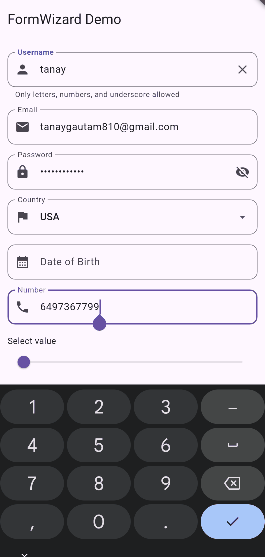 FormWizard Demo
Username
tanay
Only letters, numbers, and underscore allowed
Email
tanaygautam810@gmail.com
Password
••••••••••••
Country
USA
Date of Birth
Number
6497367799
Select value
1 2 3 –
4 5 6
7 8 9
, 0 .